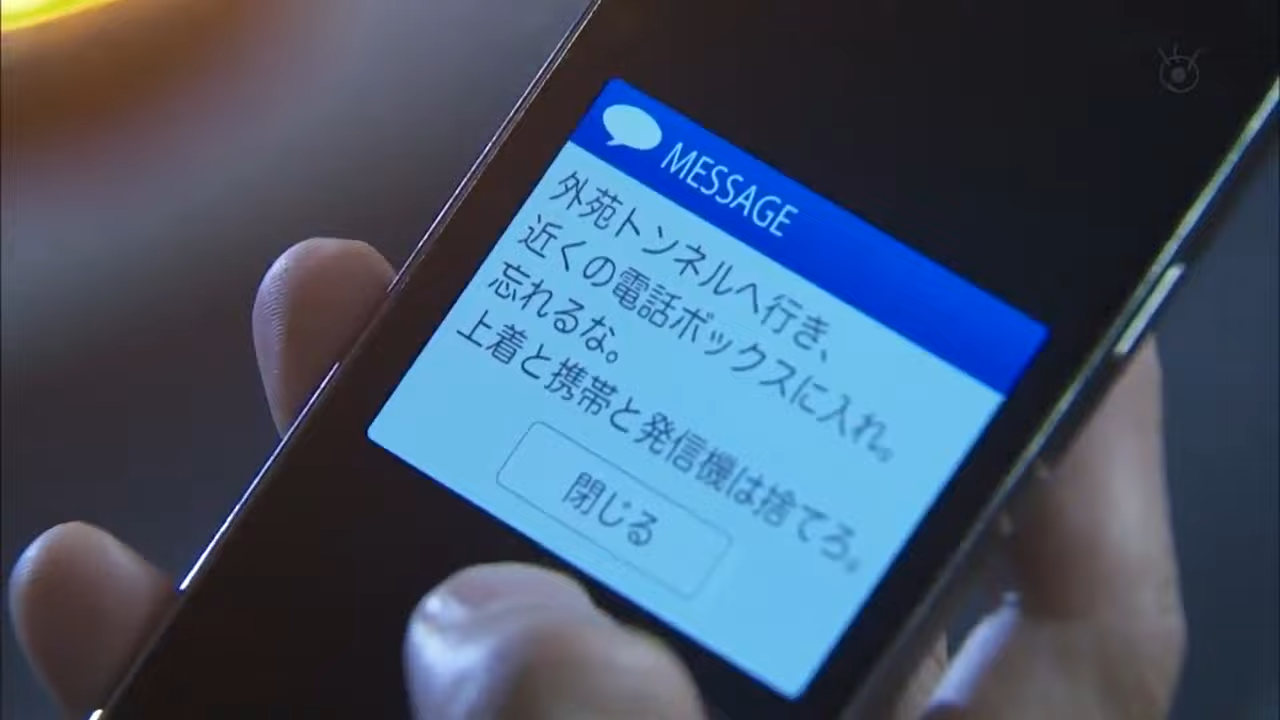 MESSAGE
外苑トンネルへ行き、
近くの電話ボックスに入れ。
忘れるな。
上着と携帯と発信機は捨てろ。
閉じる